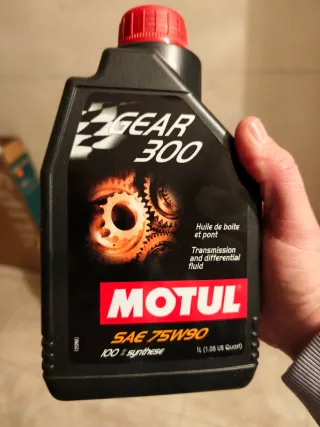 GEAR
300
Huile de boîte
et pont
Transmission
and differential
fluid
MOTUL
SAE 75W90
100% synthese
1L (1.05 US Quart)